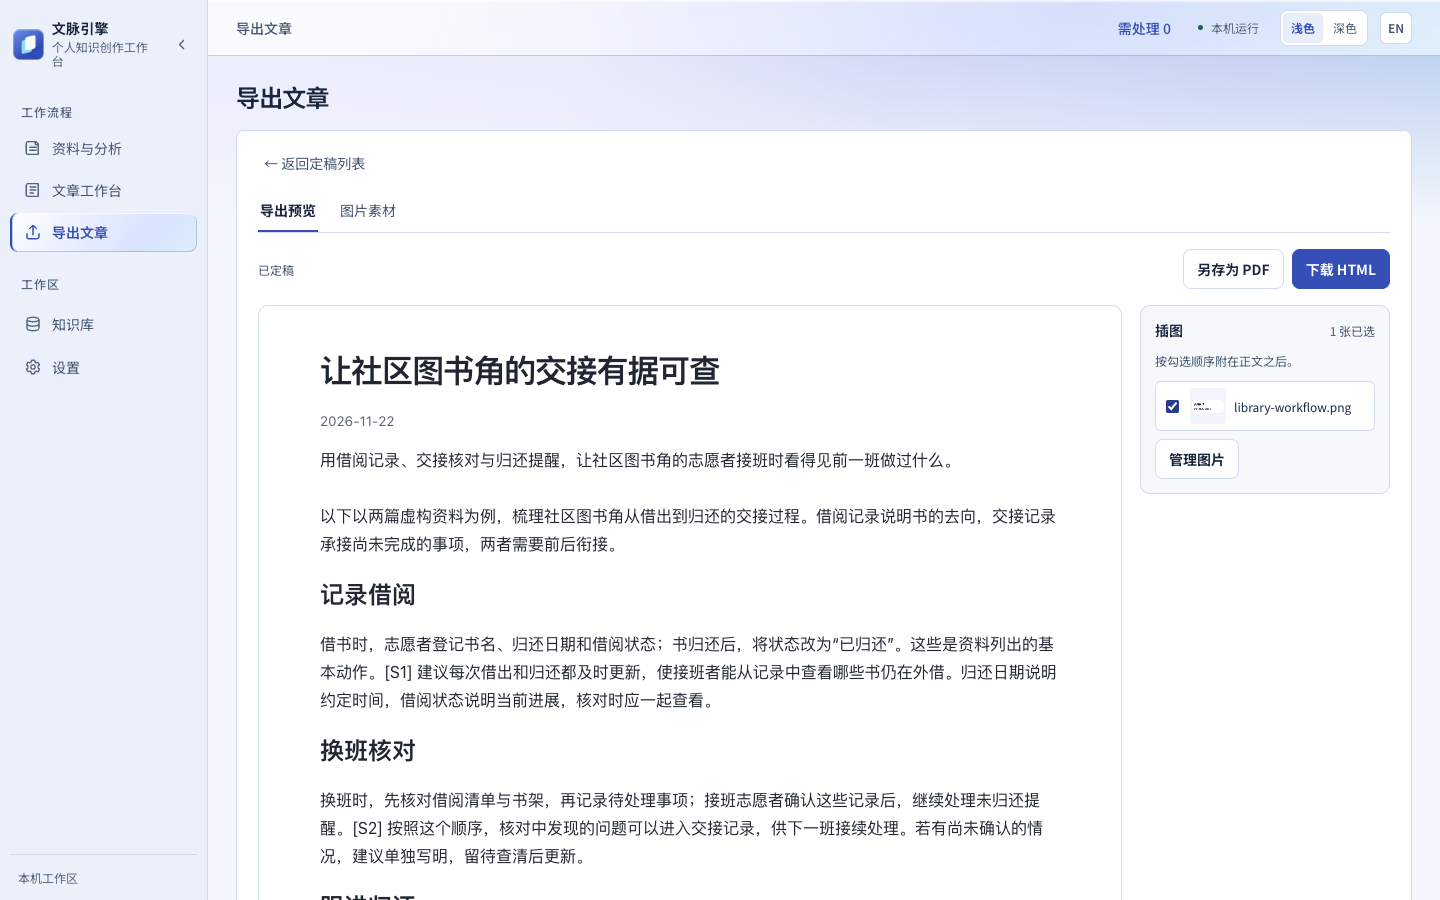 文脉引擎
个人知识创作工作
台
工作流程
资料与分析
文章工作台
导出文章
工作区
知识库
设置
本机工作区
导出文章
需处理 0
本机运行
浅色
深色
EN
导出文章
← 返回定稿列表
导出预览
图片素材
已定稿
另存为 PDF
下载 HTML
让社区图书角的交接有据可查
2026-11-22
用借阅记录、交接核对与归还提醒，让社区图书角的志愿者接班时看得见前一班做过什么。
以下以两篇虚构资料为例，梳理社区图书角从借出到归还的交接过程。借阅记录说明书的去向，交接记录
承接尚未完成的事项，两者需要前后衔接。
记录借阅
借书时，志愿者登记书名、归还日期和借阅状态；书归还后，将状态改为“已归还”。这些是资料列出的基
本动作。[S1] 建议每次借出和归还都及时更新，使接班者能从记录中查看哪些书仍在外借。归还日期说明
约定时间，借阅状态说明当前进展，核对时应一起查看。
换班核对
换班时，先核对借阅清单与书架，再记录待处理事项；接班志愿者确认这些记录后，继续处理未归还提
醒。[S2] 按照这个顺序，核对中发现的问题可以进入交接记录，供下一班接续处理。若有尚未确认的情
况，建议单独写明，留待查清后更新。
插图
1 张已选
按勾选顺序附在正文之后。
library-workflow.png
管理图片